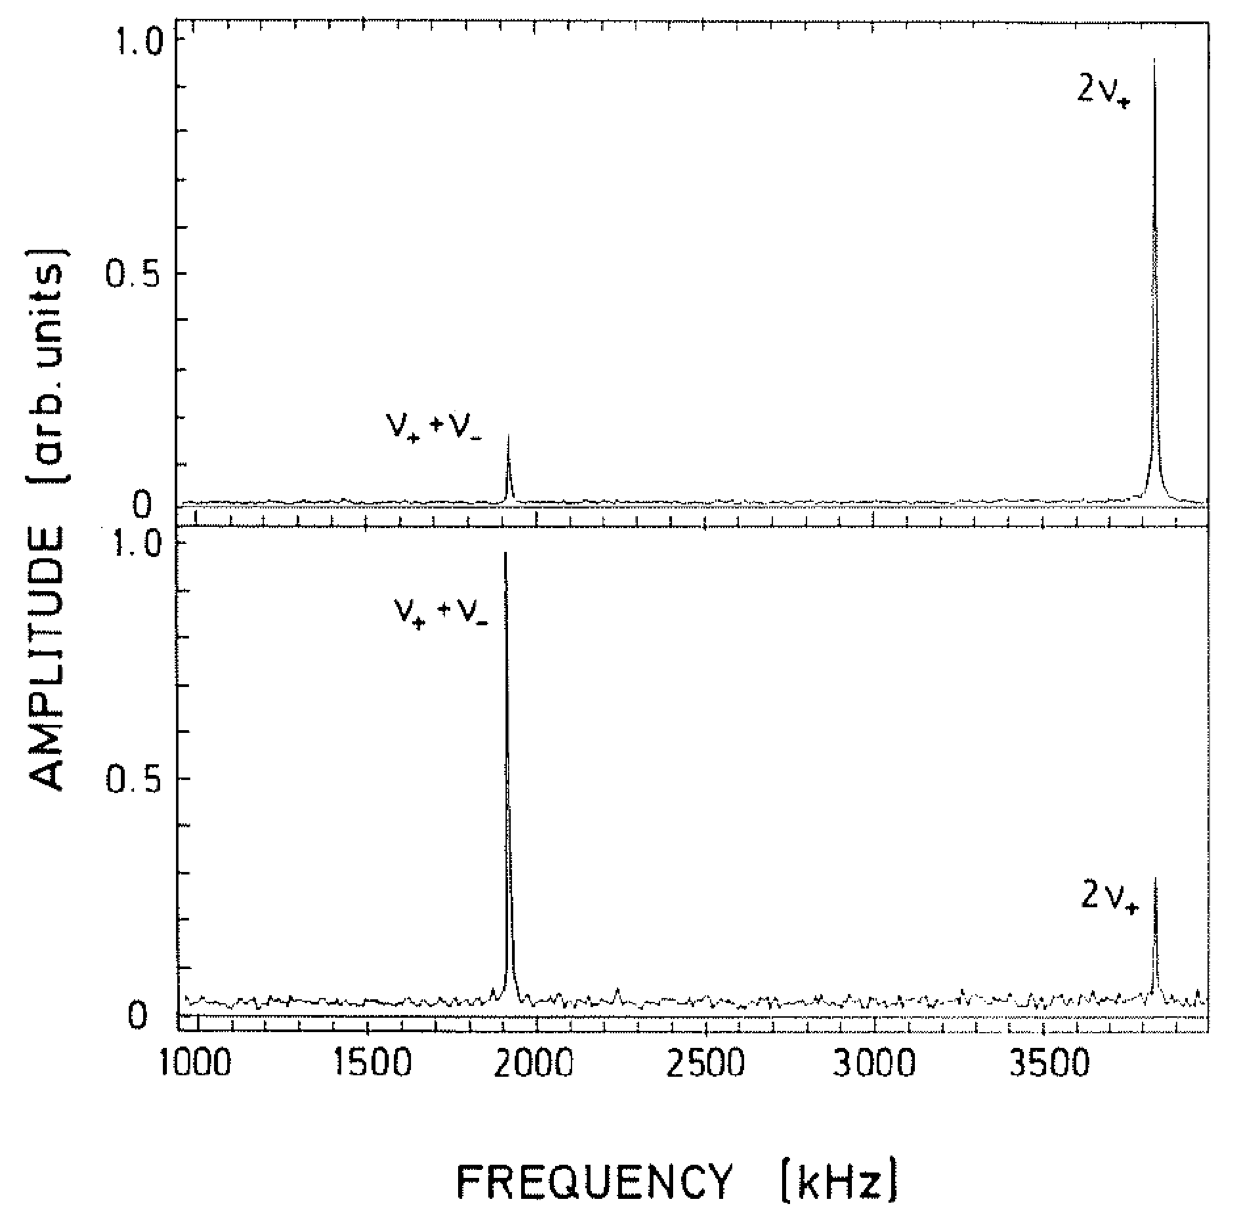 1.0
2ν₊
0.5
ν₊ + ν₋
0
1.0
ν₊ + ν₋
0.5
2ν₊
0
AMPLITUDE [arb. units]
1000 1500 2000 2500 3000 3500
FREQUENCY [kHz]